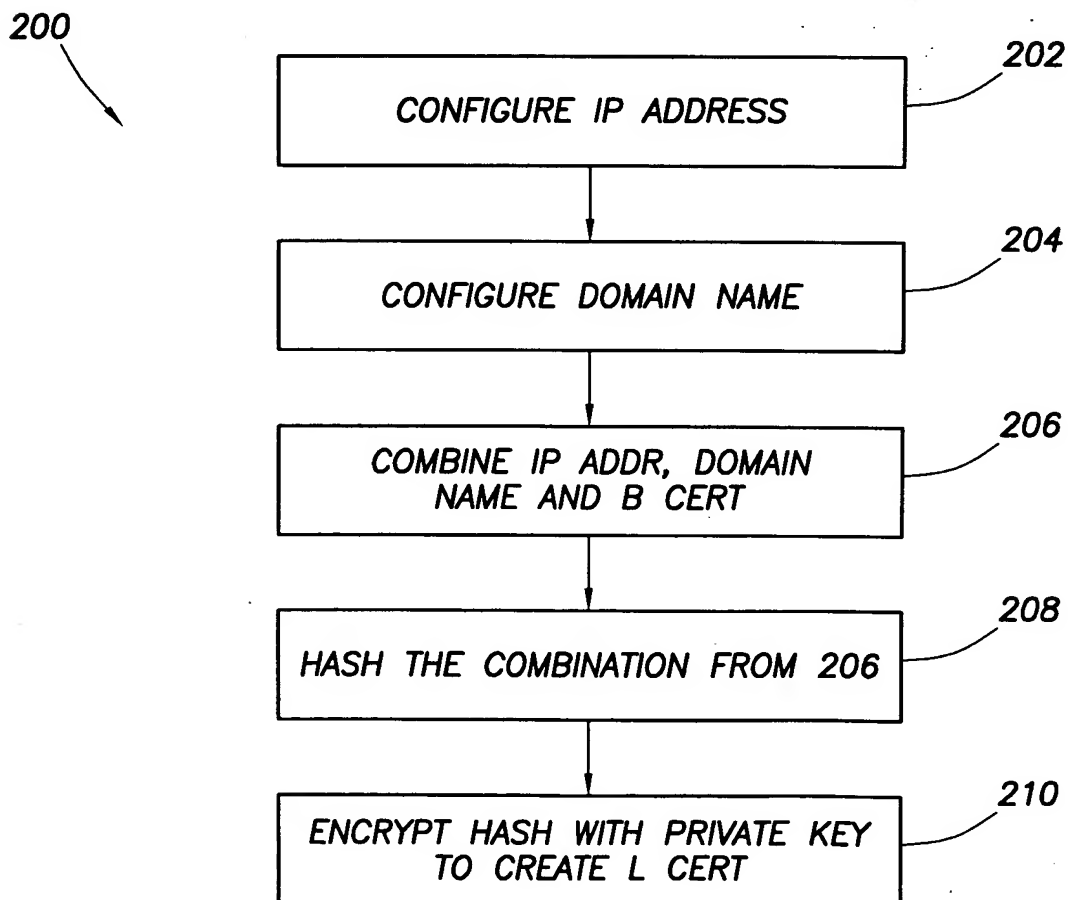 200
202
CONFIGURE IP ADDRESS
204
CONFIGURE DOMAIN NAME
206
COMBINE IP ADDR, DOMAIN
NAME AND B CERT
208
HASH THE COMBINATION FROM 206
210
ENCRYPT HASH WITH PRIVATE KEY
TO CREATE L CERT